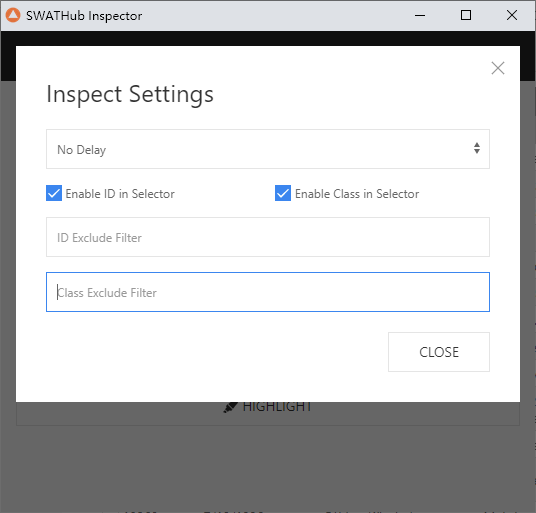 SWATHub Inspector
Inspect Settings
No Delay
Enable ID in Selector
Enable Class in Selector
ID Exclude Filter
Class Exclude Filter
CLOSE
HIGHLIGHT